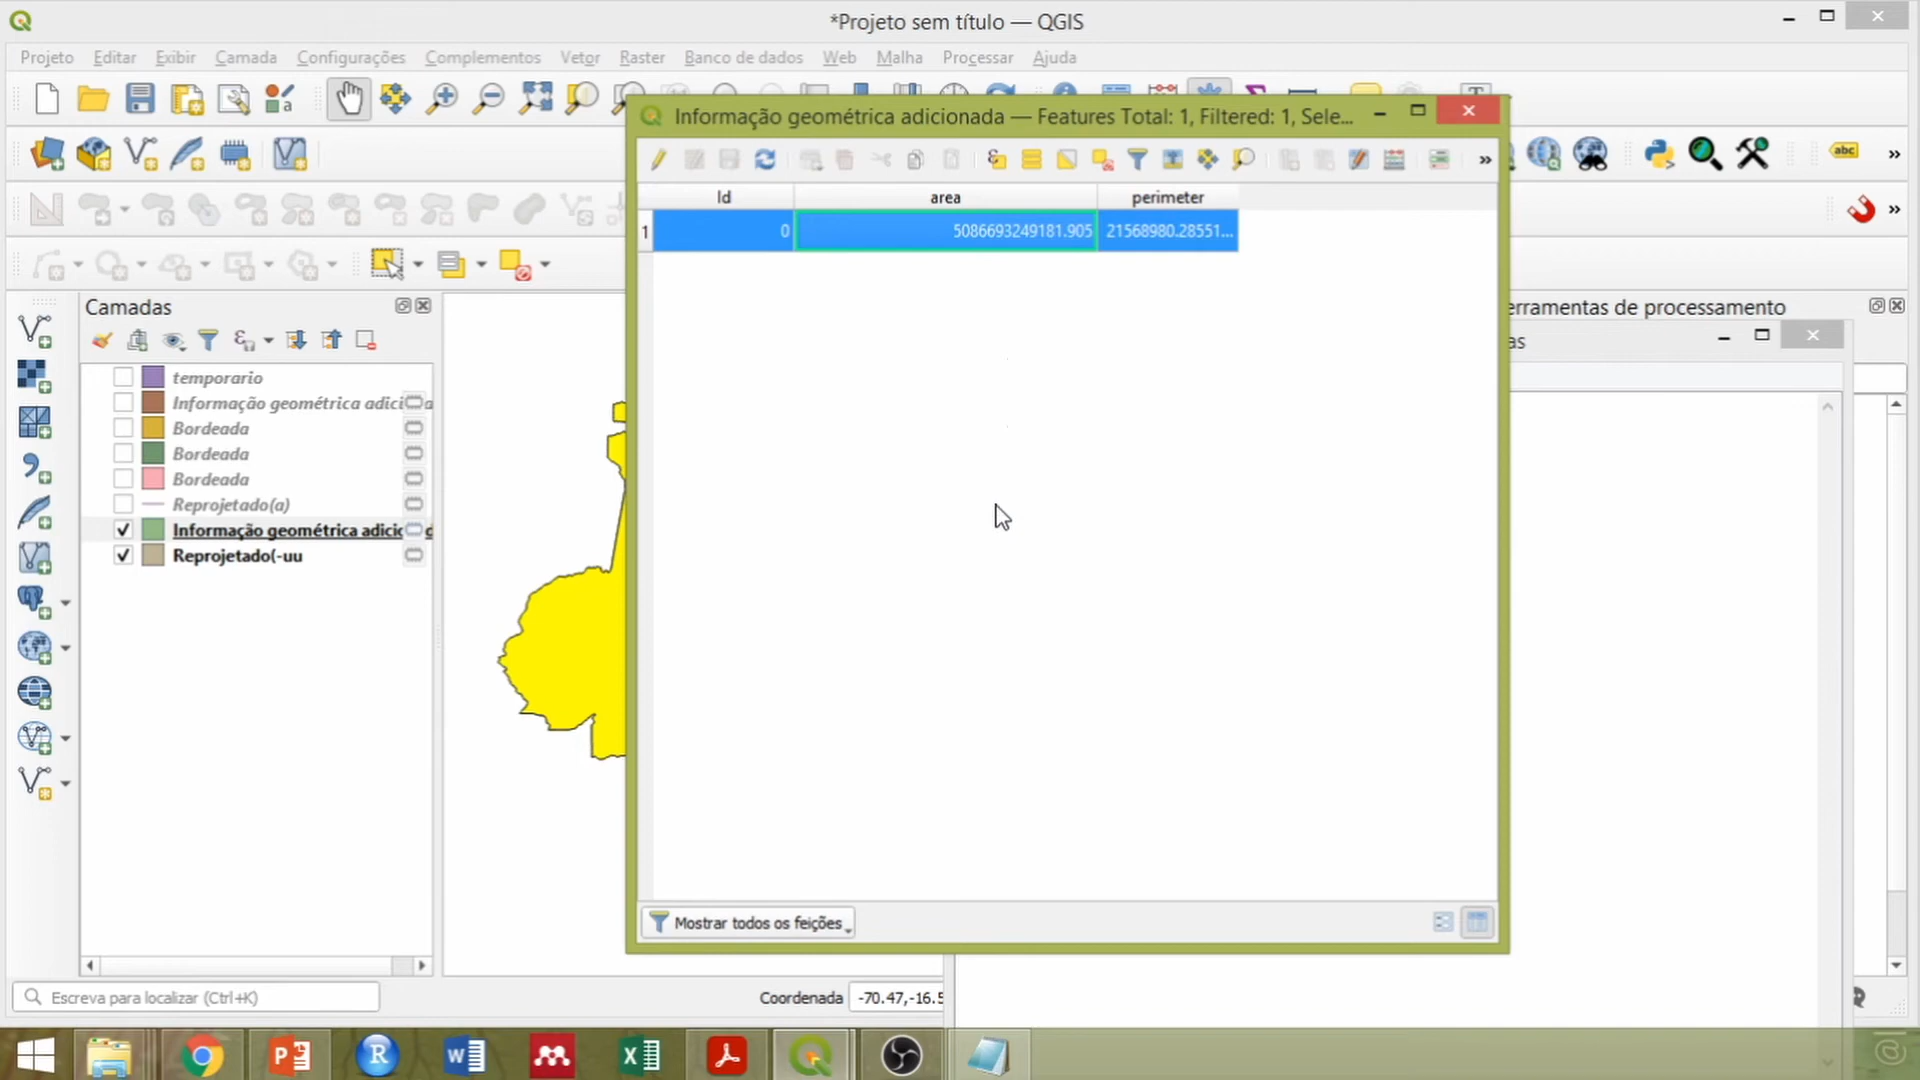 *Projeto sem título — QGIS
Projeto Editar Exibir Camada Configurações Complementos Vetor Raster Banco de dados Web Malha Processar Ajuda
Informação geométrica adicionada — Features Total: 1, Filtered: 1, Sele...
abc
Id area perimeter
1 0 5086693249181.905 21568980.28551...
Camadas
erramentas de processamento
as
temporario
Informação geométrica adici
Bordeada
Bordeada
Bordeada
Reprojetado(a)
Informação geométrica adici
Reprojetado(-uu
Mostrar todos os feições
Escreva para localizar (Ctrl+K)
Coordenada -70.47,-16.5